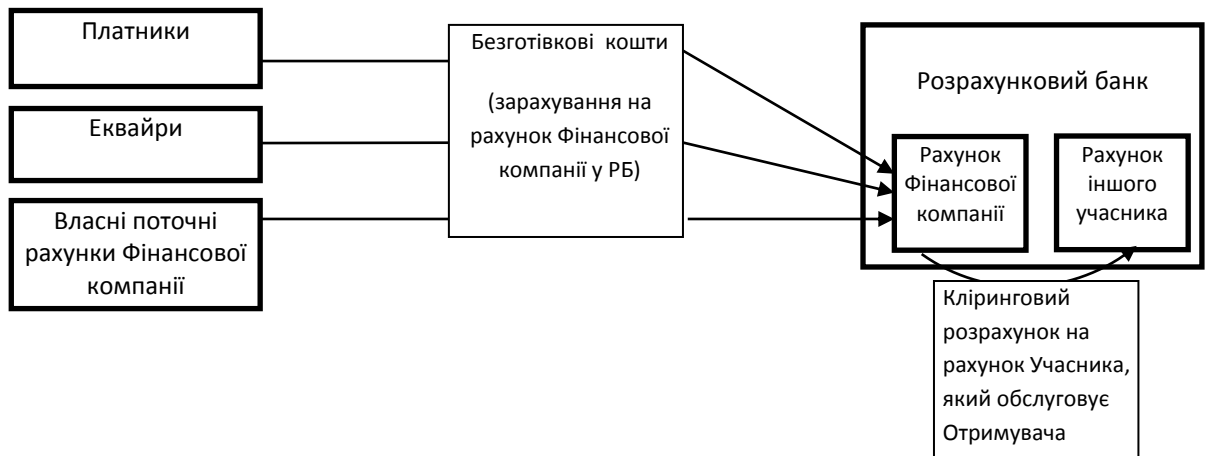 Платники
Еквайри
Власні поточні
рахунки Фінансової
компанії
Безготівкові кошти
(зарахування на
рахунок Фінансової
компанії у РБ)
Розрахунковий банк
Рахунок
Фінансової
компанії
Рахунок
іншого
учасника
Кліринговий
розрахунок на
рахунок Учасника,
який обслуговує
Отримувача